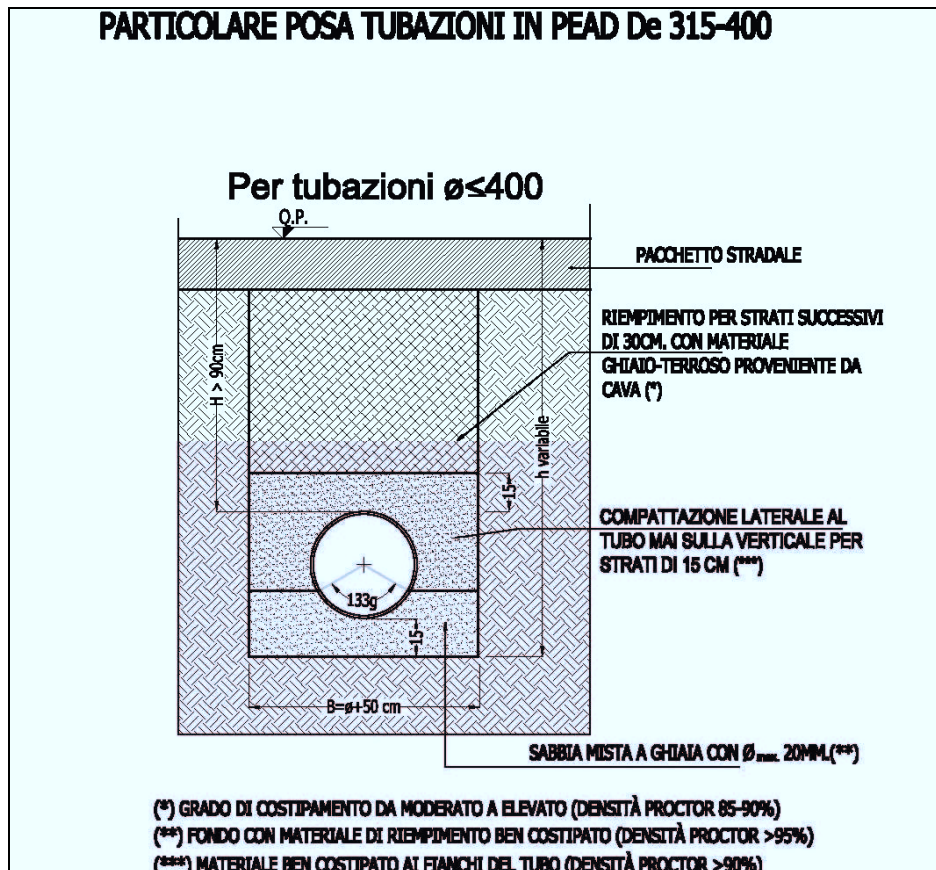 PARTICOLARE POSA TUBAZIONI IN PEAD De 315-400
Per tubazioni ø≤400
Q.P.
PACCHETTO STRADALE
RIEMPIMENTO PER STRATI SUCCESSIVI
DI 30CM. CON MATERIALE
GHIAIO-TERROSO PROVENIENTE DA
CAVA (*)
H > 90cm
h variabile
15
COMPATTAZIONE LATERALE AL
TUBO MAI SULLA VERTICALE PER
STRATI DI 15 CM (***)
133g
15
B=ø+50 cm
SABBIA MISTA A GHIAIA CON Ø max. 20MM.(**)
(*) GRADO DI COSTIPAMENTO DA MODERATO A ELEVATO (DENSITÀ PROCTOR 85-90%)
(**) FONDO CON MATERIALE DI RIEMPIMENTO BEN COSTIPATO (DENSITÀ PROCTOR >95%)
(***) MATERIALE BEN COSTIPATO AI FIANCHI DEL TUBO (DENSITÀ PROCTOR >90%)